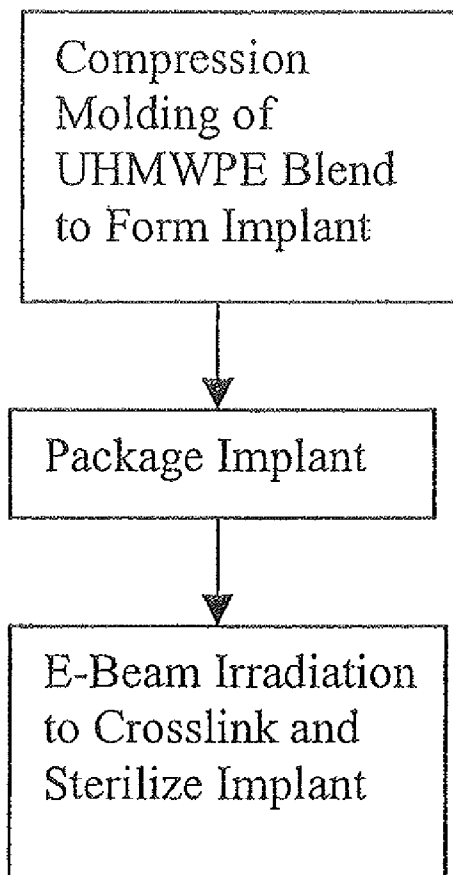 Compression
Molding of
UHMWPE Blend
to Form Implant
Package Implant
E-Beam Irradiation
to Crosslink and
Sterilize Implant